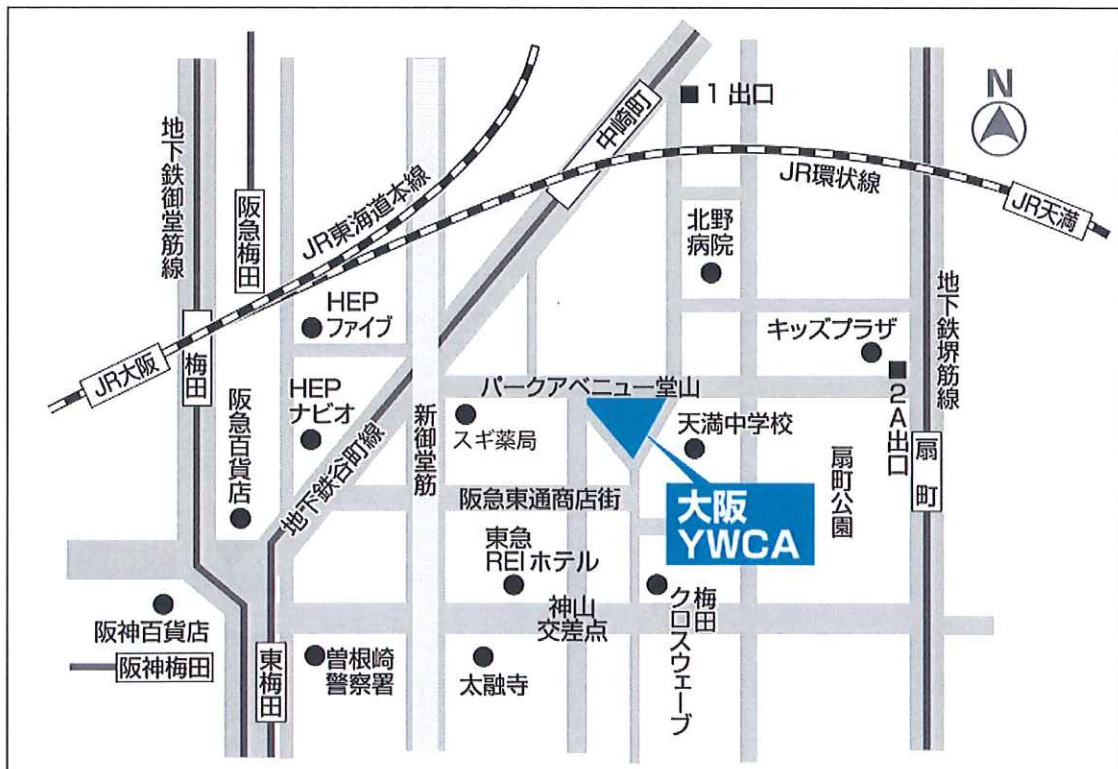 N
■1出口
中崎町
地下鉄御堂筋線
JR東海道本線
JR環状線
JR天満
阪急梅田
北野
病院
HEP
ファイブ
地下鉄堺筋線
キッズプラザ
JR大阪
梅田
パークアベニュー堂山
HEP
ナビオ
阪急百貨店
新御堂筋
スギ薬局
天満中学校
■2A出口
扇町
扇町公園
地下鉄谷町線
阪急東通商店街
大阪
YWCA
東急
REIホテル
神山
交差点
梅田
クロスウェーブ
阪神百貨店
阪神梅田
東梅田
曽根崎
警察署
太融寺